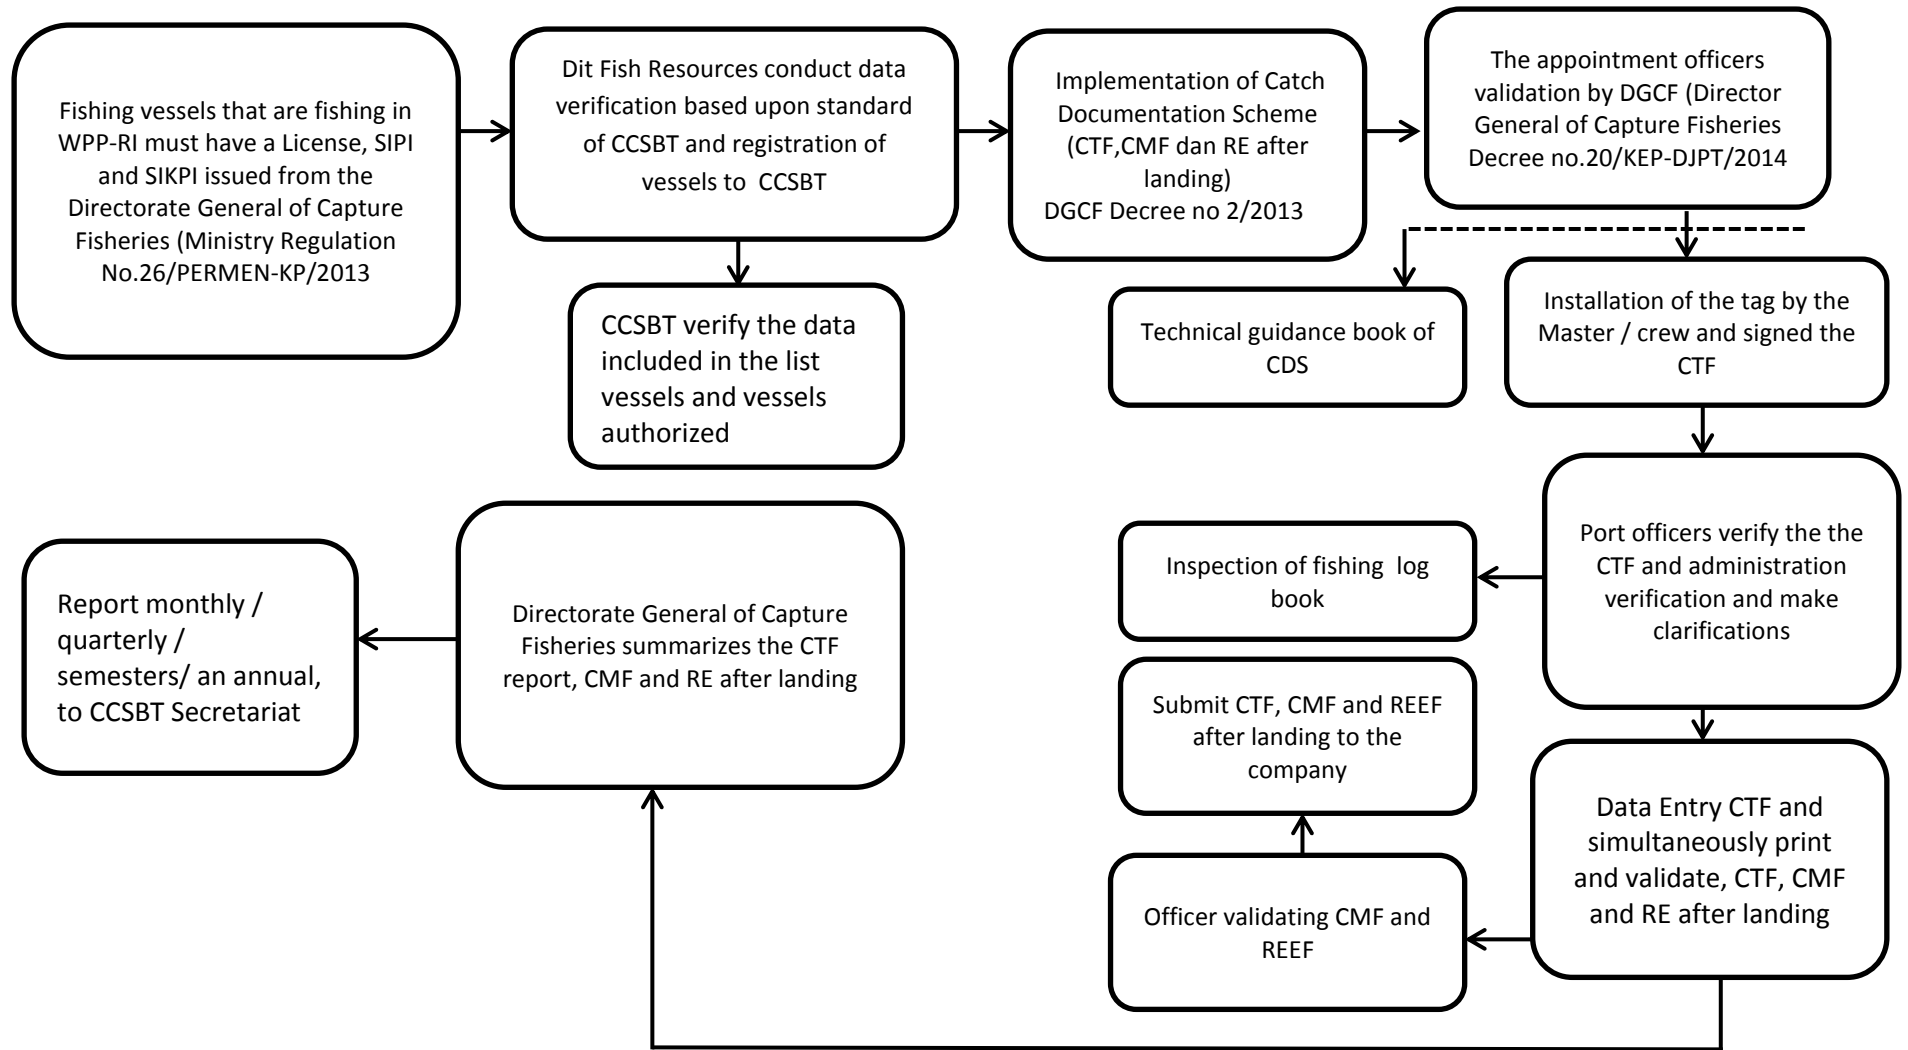 Fishing vessels that are fishing in
WPP-RI must have a License, SIPI
and SIKPI issued from the
Directorate General of Capture
Fisheries (Ministry Regulation
No.26/PERMEN-KP/2013
Dit Fish Resources conduct data
verification based upon standard
of CCSBT and registration of
vessels to CCSBT
Implementation of Catch
Documentation Scheme
(CTF,CMF dan RE after
landing)
DGCF Decree no 2/2013
The appointment officers
validation by DGCF (Director
General of Capture Fisheries
Decree no.20/KEP-DJPT/2014
CCSBT verify the data
included in the list
vessels and vessels
authorized
Technical guidance book of
CDS
Installation of the tag by the
Master / crew and signed the
CTF
Port officers verify the the
CTF and administration
verification and make
clarifications
Inspection of fishing log
book
Data Entry CTF and
simultaneously print
and validate, CTF, CMF
and RE after landing
Officer validating CMF and
REEF
Submit CTF, CMF and REEF
after landing to the
company
Directorate General of Capture
Fisheries summarizes the CTF
report, CMF and RE after landing
Report monthly /
quarterly /
semesters/ an annual,
to CCSBT Secretariat